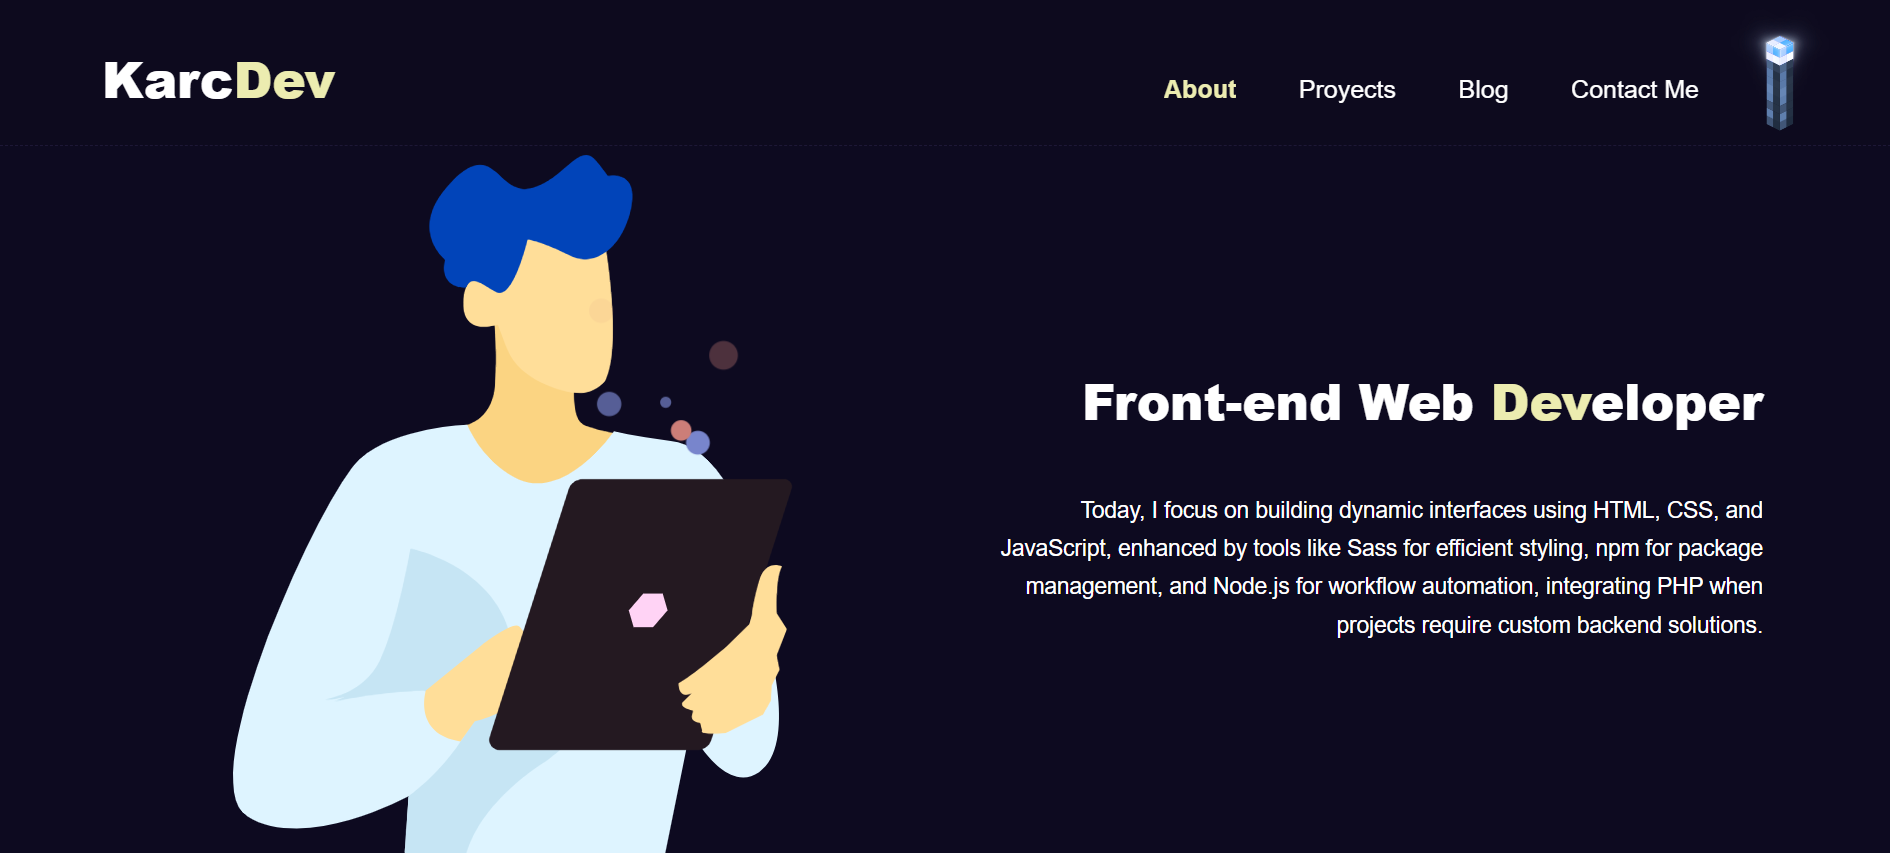 KarcDev
About Proyects Blog Contact Me
Front-end Web Developer
Today, I focus on building dynamic interfaces using HTML, CSS, and
JavaScript, enhanced by tools like Sass for efficient styling, npm for package
management, and Node.js for workflow automation, integrating PHP when
projects require custom backend solutions.